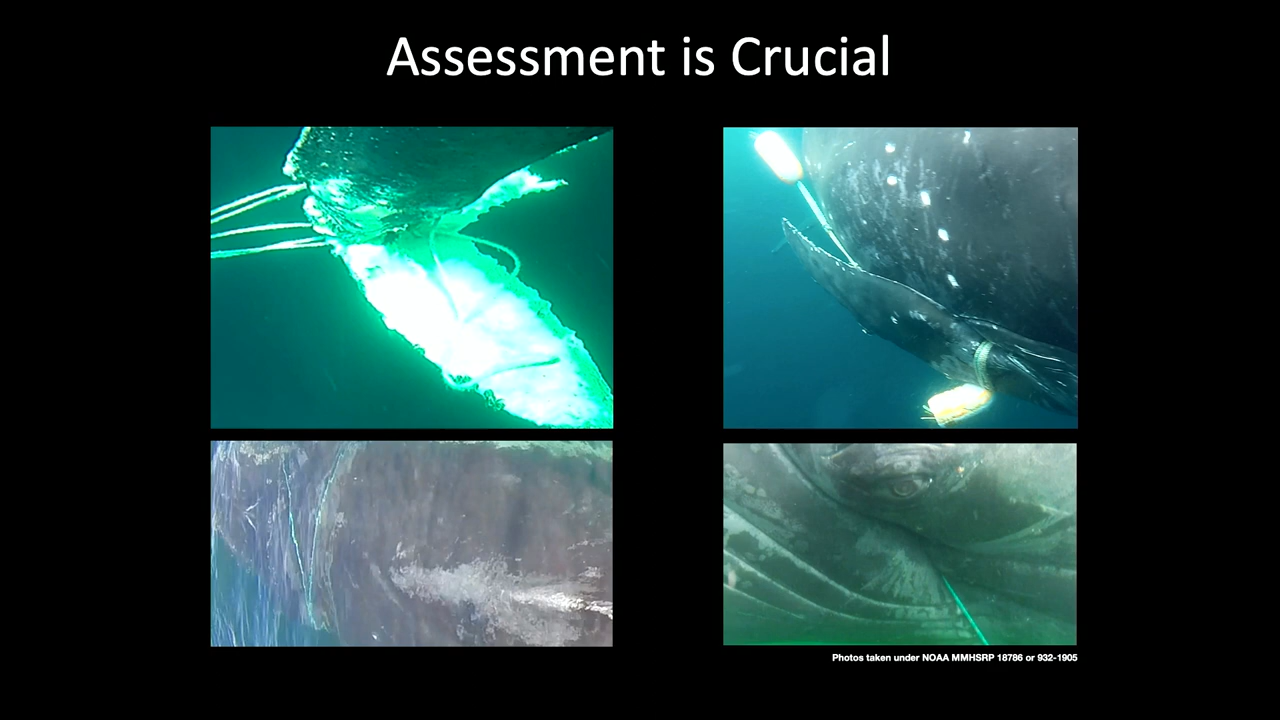 Assessment is Crucial
Photos taken under NOAA MMHSRP 18786 or 932-1905